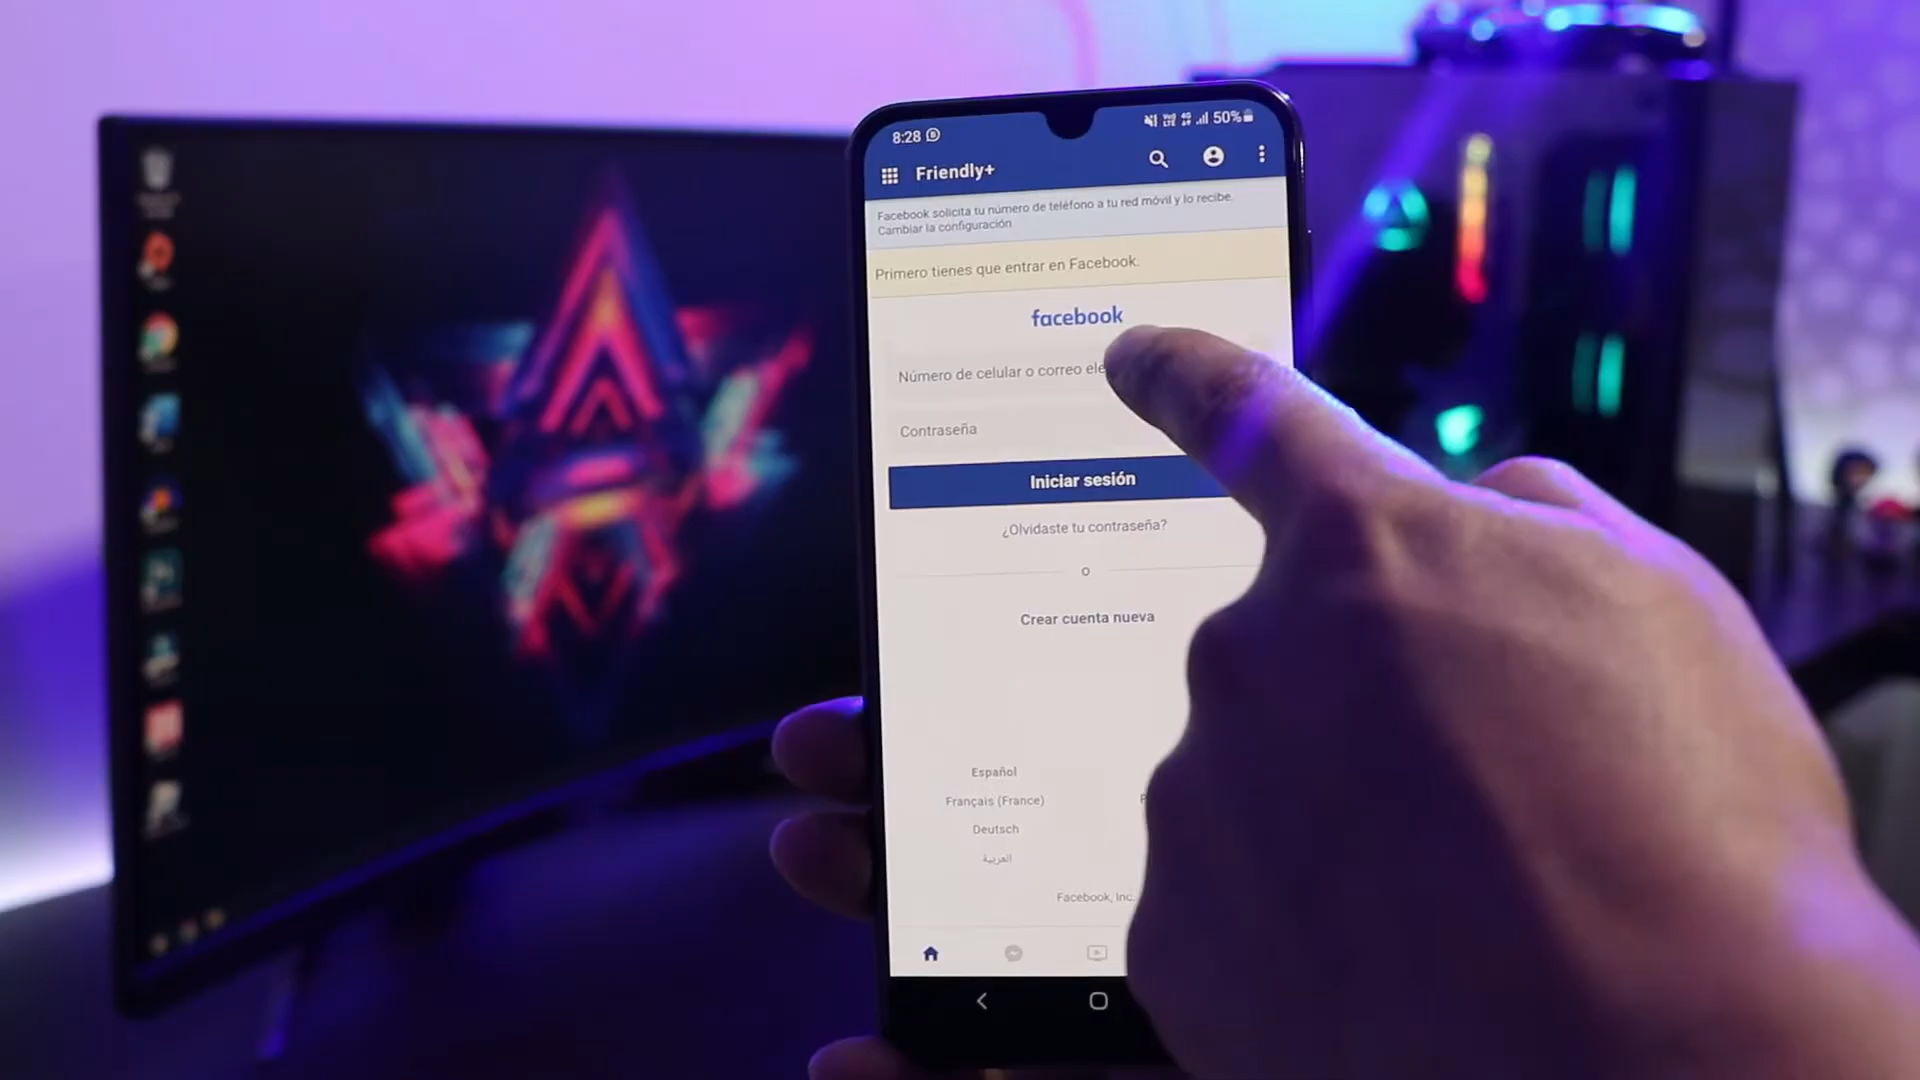 8:28
50%
Friendly+
Facebook solicita tu número de teléfono a tu red móvil y lo recibe.
Cambiar la configuración
Primero tienes que entrar en Facebook.
facebook
Número de celular o correo ele
Contraseña
Iniciar sesión
¿Olvidaste tu contraseña?
o
Crear cuenta nueva
Español
Français (France)
Deutsch
العربية
Facebook, Inc.